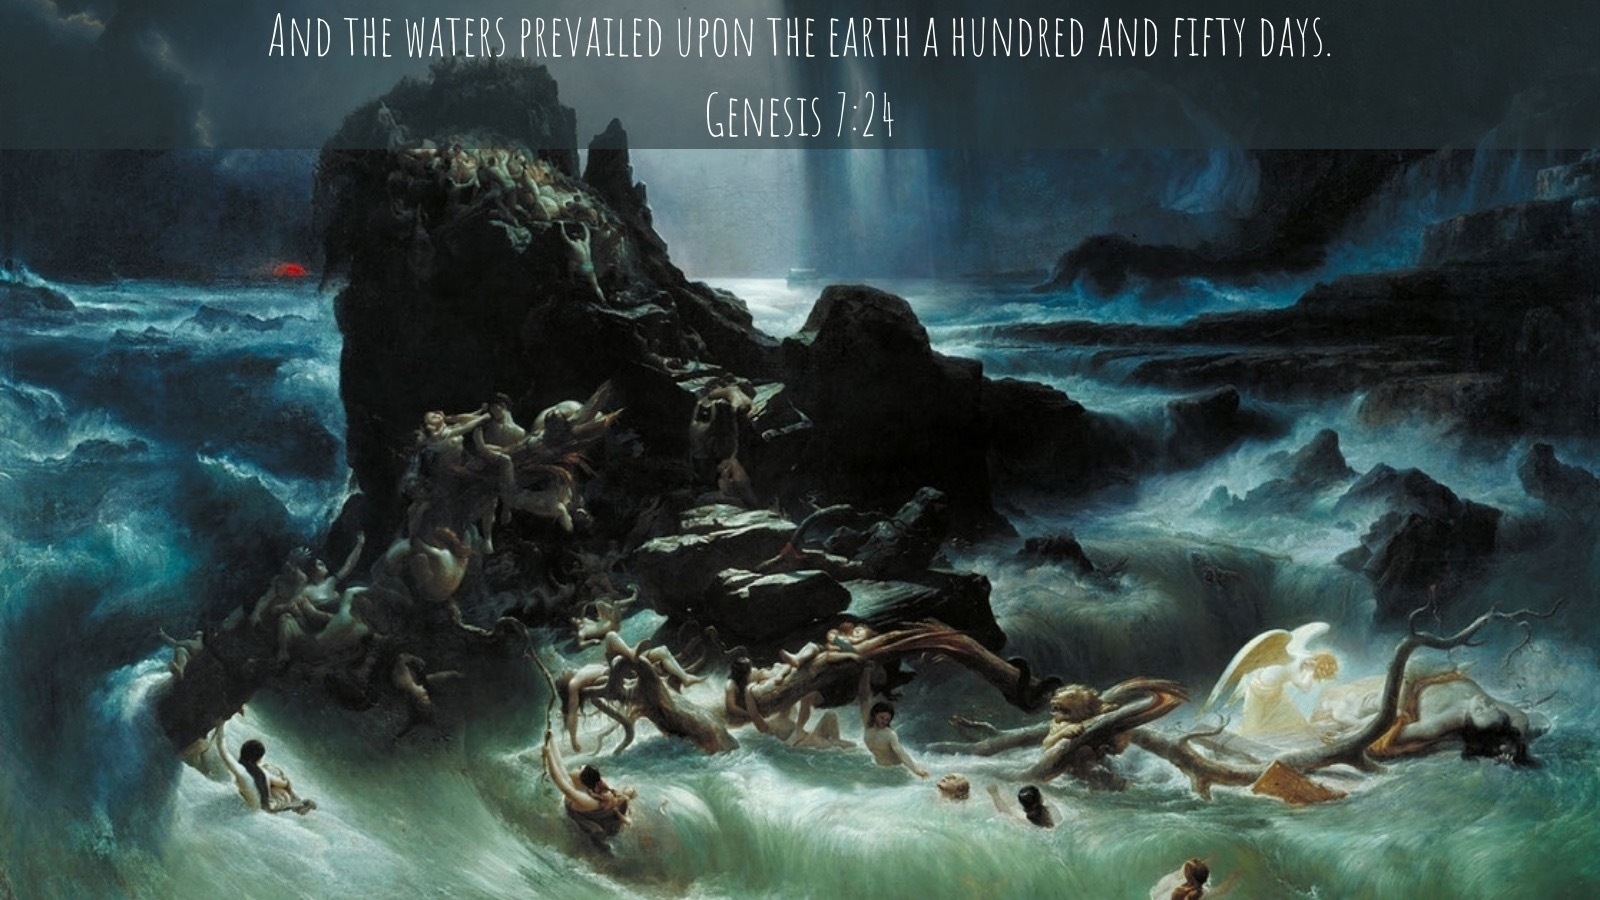 And the waters prevailed upon the earth a hundred and fifty days.
Genesis 7:24